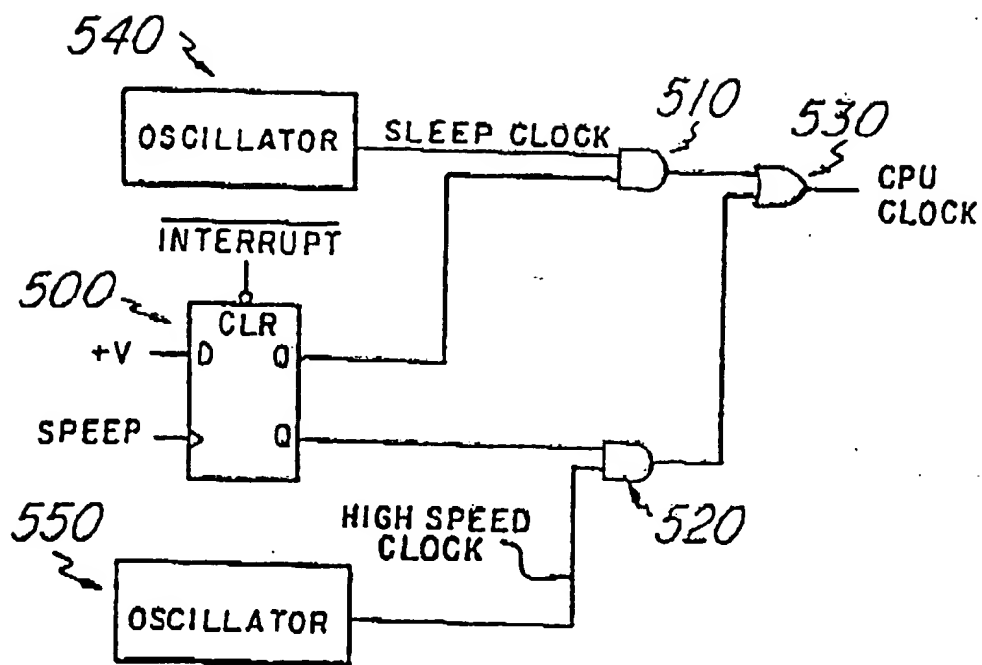 540
OSCILLATOR
SLEEP CLOCK
510
530
CPU
CLOCK
INTERRUPT
500
CLR
+V
D
Q
SPEEP
Q
HIGH SPEED
CLOCK
520
550
OSCILLATOR